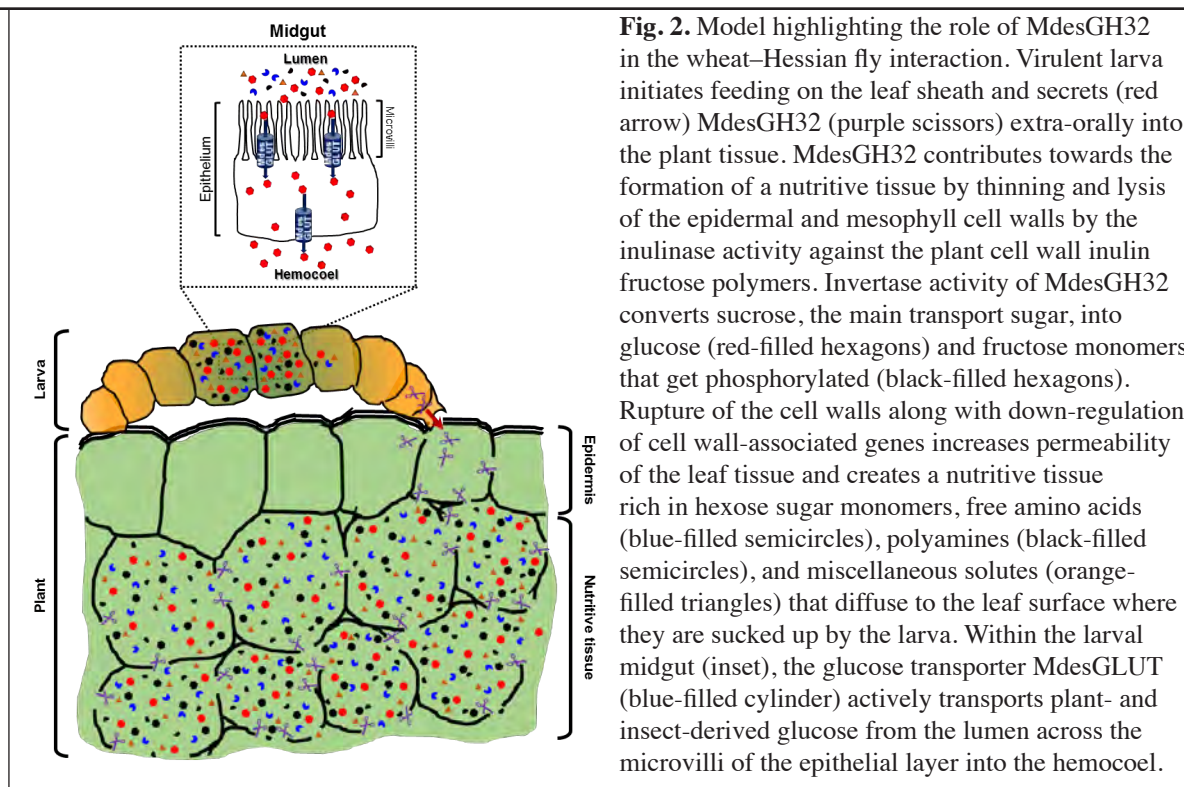 Midgut
Lumen
Microvilli
Epithelium
Mdes
GLUT
Mdes
GLUT
Mdes
GLUT
Hemocoel
Larva
Plant
Epidermis
Nutritive tissue
Fig. 2. Model highlighting the role of MdesGH32
in the wheat–Hessian fly interaction. Virulent larva
initiates feeding on the leaf sheath and secrets (red
arrow) MdesGH32 (purple scissors) extra-orally into
the plant tissue. MdesGH32 contributes towards the
formation of a nutritive tissue by thinning and lysis
of the epidermal and mesophyll cell walls by the
inulinase activity against the plant cell wall inulin
fructose polymers. Invertase activity of MdesGH32
converts sucrose, the main transport sugar, into
glucose (red-filled hexagons) and fructose monomers
that get phosphorylated (black-filled hexagons).
Rupture of the cell walls along with down-regulation
of cell wall-associated genes increases permeability
of the leaf tissue and creates a nutritive tissue
rich in hexose sugar monomers, free amino acids
(blue-filled semicircles), polyamines (black-filled
semicircles), and miscellaneous solutes (orange-
filled triangles) that diffuse to the leaf surface where
they are sucked up by the larva. Within the larval
midgut (inset), the glucose transporter MdesGLUT
(blue-filled cylinder) actively transports plant- and
insect-derived glucose from the lumen across the
microvilli of the epithelial layer into the hemocoel.